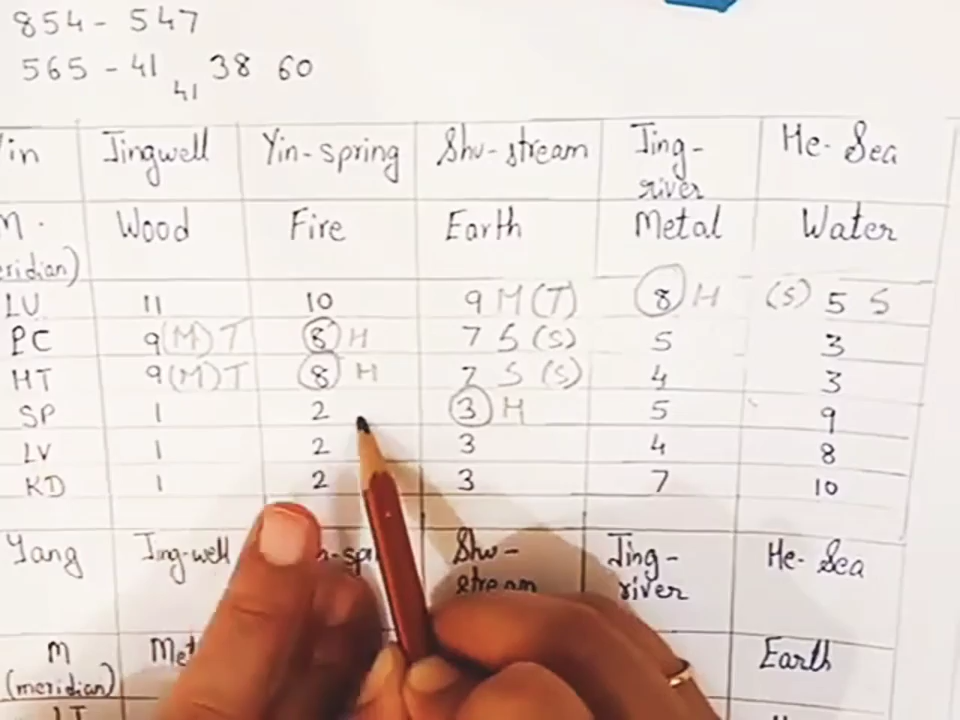 854 - 547
565 - 41 41 38 60
Yin Jingwell Yin-spring Shu-stream Jing-river He-Sea
M. Wood Fire Earth Metal Water
eridian)
LU 11 10 9 M (T) 8 H (S) 5 S
PC 9 (M) T 8 H 7 S (S) 5 3
HT 9 (M) T 8 H 7 S (S) 4 3
SP 1 2 3 H 5 9
LV 1 2 3 4 8
KD 1 2 3 7 10
Yang Jing-well Shu-stream Jing-river He-Sea
M (meridian) Earth